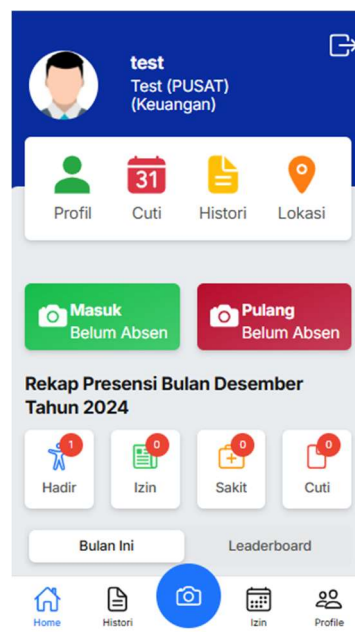 test
Test (PUSAT)
(Keuangan)
31
Profil
Cuti
Histori
Lokasi
Masuk
Belum Absen
Pulang
Belum Absen
Rekap Presensi Bulan Desember
Tahun 2024
1
0
0
0
Hadir
Izin
Sakit
Cuti
Bulan Ini
Leaderboard
Home
Histori
Izin
Profile